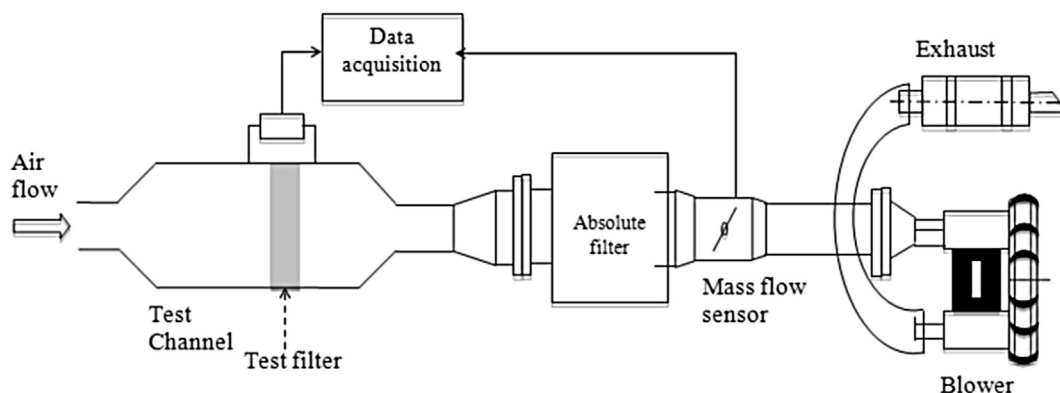 Data
acquisition
Exhaust
Air
flow
Absolute
filter
Mass flow
sensor
Test
Channel
Test filter
Blower